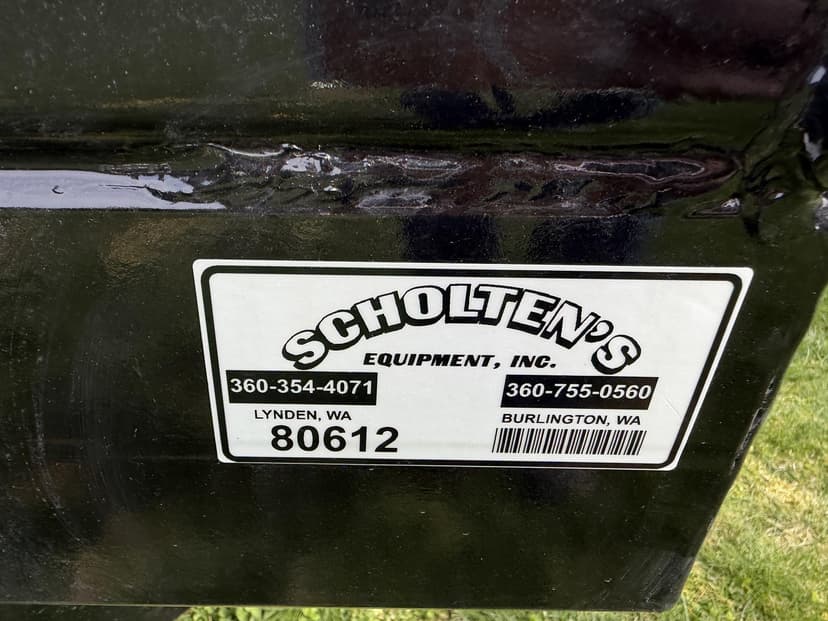 SCHOLTEN'S
EQUIPMENT, INC.
360-354-4071 360-755-0560
LYNDEN, WA BURLINGTON, WA
80612